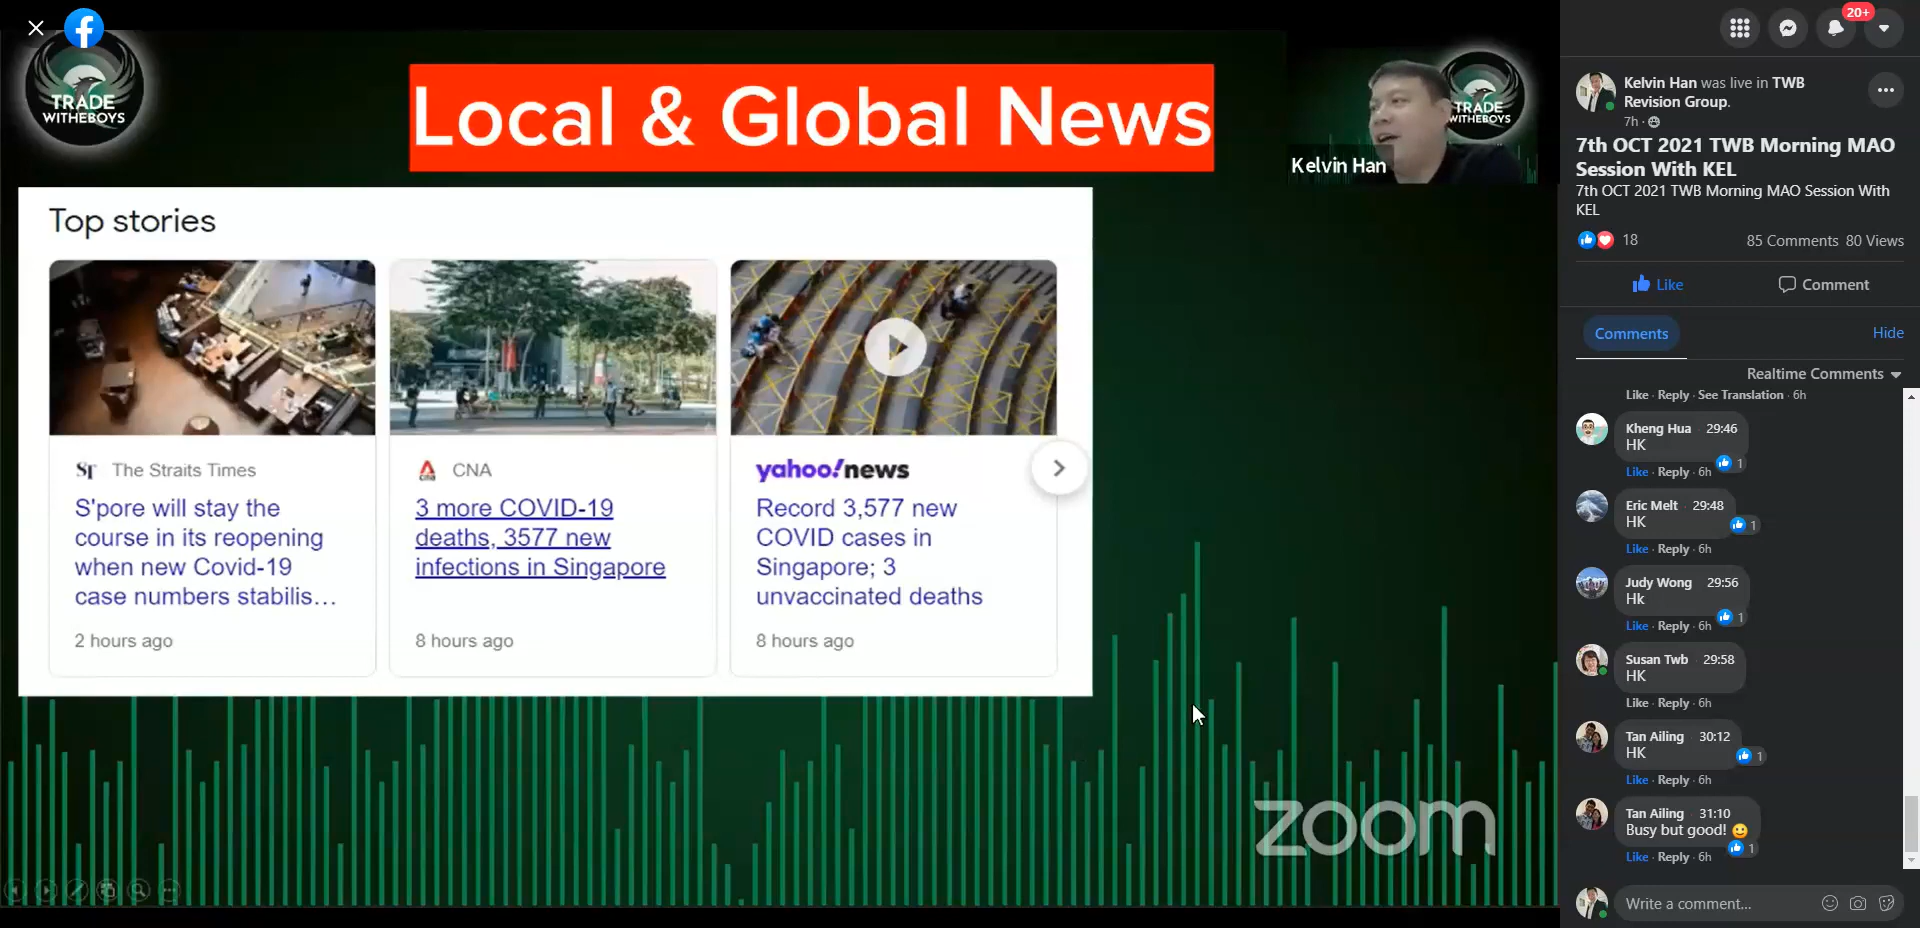 TRADE
WITHEBOYS
Local & Global News
TRADE
WITHEBOYS
Kelvin Han
Top stories
ST The Straits Times
S'pore will stay the
course in its reopening
when new Covid-19
case numbers stabilis...
2 hours ago
cna CNA
3 more COVID-19
deaths, 3577 new
infections in Singapore
8 hours ago
yahoo!news
Record 3,577 new
COVID cases in
Singapore; 3
unvaccinated deaths
8 hours ago
zoom
20+
Kelvin Han was live in TWB
Revision Group.
7h ·
7th OCT 2021 TWB Morning MAO
Session With KEL
7th OCT 2021 TWB Morning MAO Session With
KEL
18 85 Comments 80 Views
Like Comment
Comments Hide
Realtime Comments
Like · Reply · See Translation · 6h
Kheng Hua · 29:46
HK
1
Like · Reply · 6h
Eric Melt · 29:48
HK
1
Like · Reply · 6h
Judy Wong · 29:56
Hk
1
Like · Reply · 6h
Susan Twb · 29:58
HK
Like · Reply · 6h
Tan Ailing · 30:12
HK
1
Like · Reply · 6h
Tan Ailing · 31:10
Busy but good! 🙂
1
Like · Reply · 6h
Write a comment...